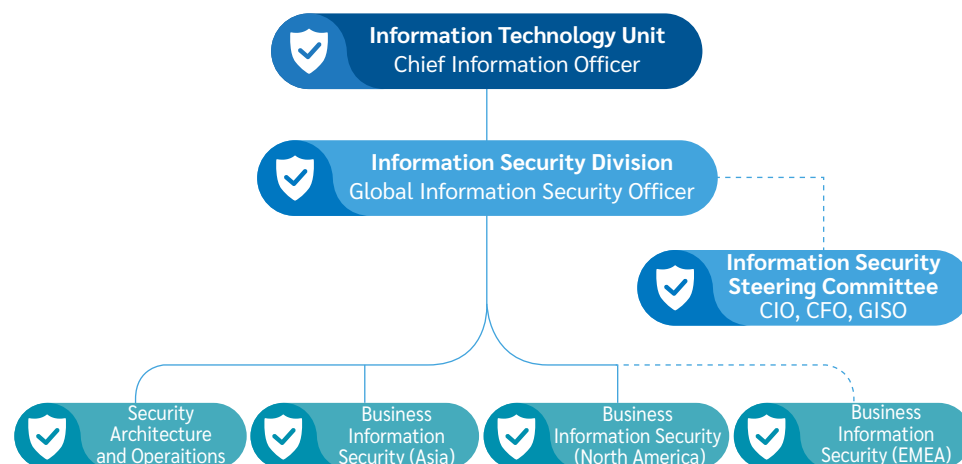 Information Technology Unit
Chief Information Officer
Information Security Division
Global Information Security Officer
Information Security
Steering Committee
CIO, CFO, GISO
Security
Architecture
and Operaitions
Business
Information
Security (Asia)
Business
Information Security
(North America)
Business
Information
Security (EMEA)